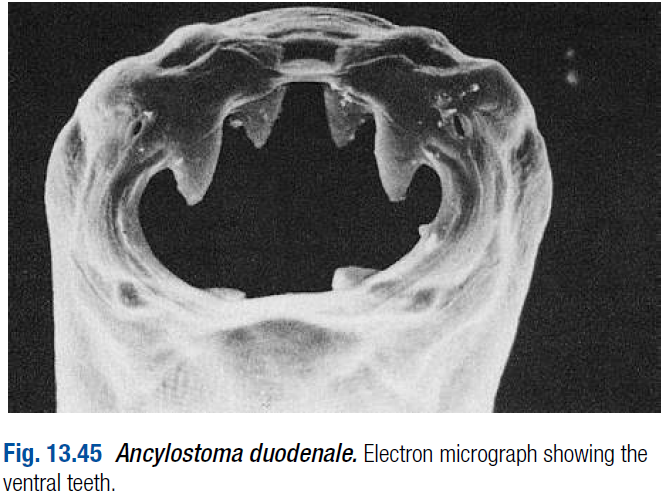 Fig. 13.45 Ancylostoma duodenale. Electron micrograph showing the
ventral teeth.